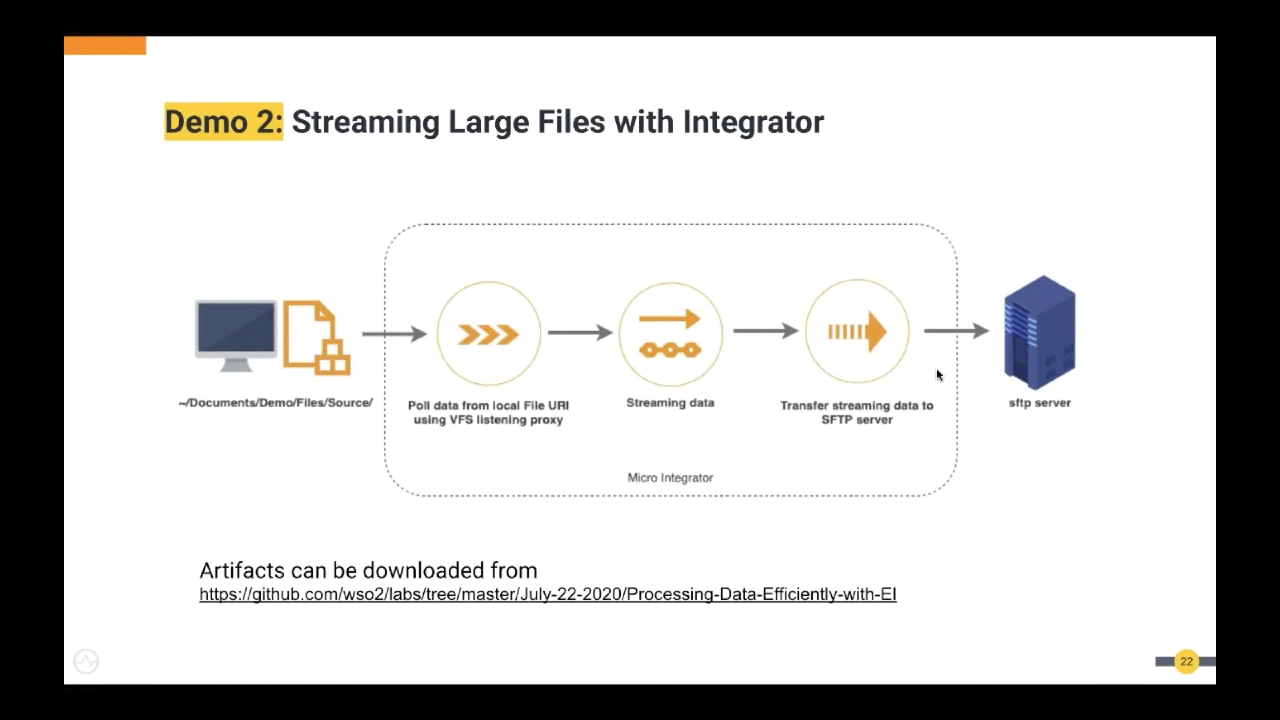 Demo 2: Streaming Large Files with Integrator
~/Documents/Demo/Files/Source/
Poll data from local File URI
using VFS listening proxy
Streaming data
Transfer streaming data to
SFTP server
sftp server
Micro Integrator
Artifacts can be downloaded from
https://github.com/wso2/labs/tree/master/July-22-2020/Processing-Data-Efficiently-with-EI
22